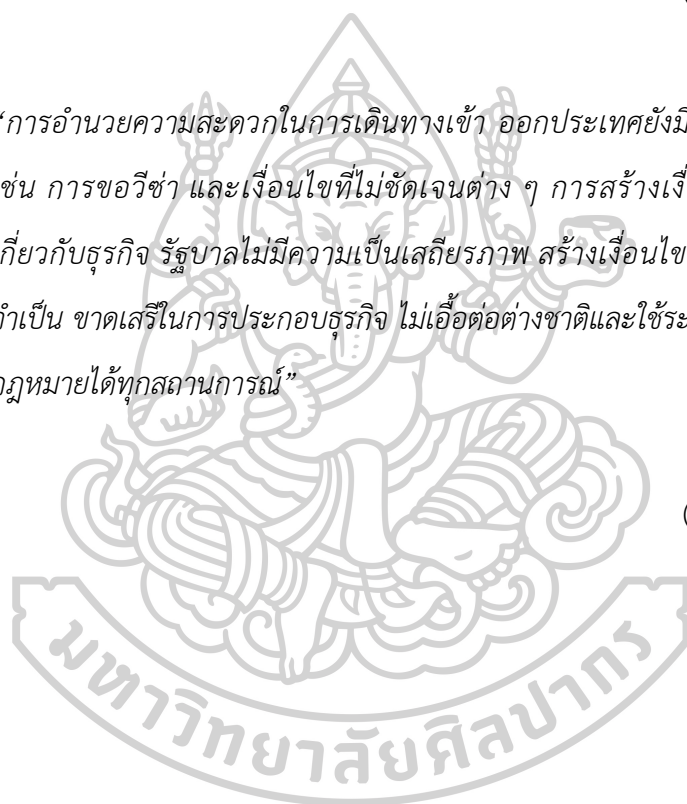 “การอำนวยความสะดวกในการเดินทางเข้า ออกประเทศยังมี
เช่น การขอวีซ่า และเงื่อนไขที่ไม่ชัดเจนต่าง ๆ การสร้างเงื่
เกี่ยวกับธุรกิจ รัฐบาลไม่มีความเป็นเสถียรภาพ สร้างเงื่อนไข
จำเป็น ขาดเสรีในการประกอบธุรกิจ ไม่เอื้อต่อต่างชาติและใช้ระ
กฎหมายได้ทุกสถานการณ์”
(
มหาวิทยาลัยศิลปากร